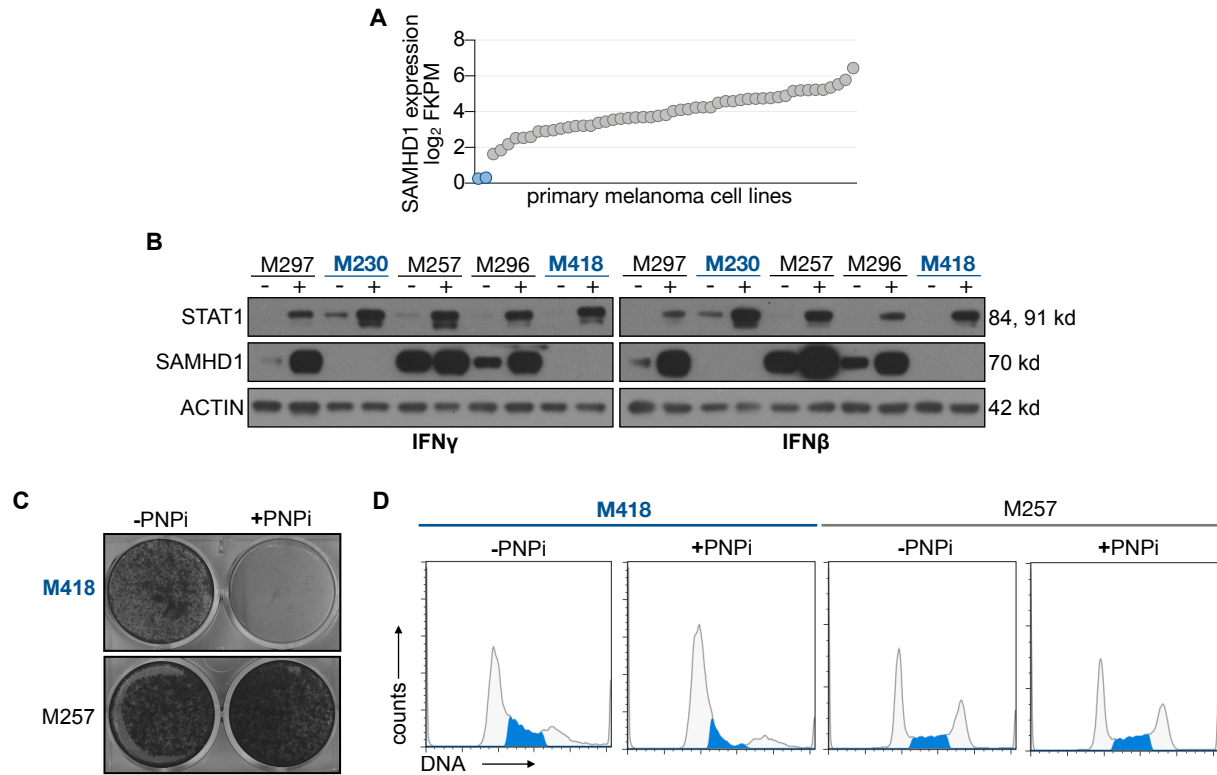 A
SAMHD1 expression
log₂ FKPM
8
6
4
2
0
primary melanoma cell lines
B
M297 M230 M257 M296 M418 M297 M230 M257 M296 M418
- + - + - + - + - + - + - + - + - + - +
STAT1 84, 91 kd
SAMHD1 70 kd
ACTIN 42 kd
IFNγ IFNβ
C
-PNPi +PNPi
M418
M257
D
M418 M257
-PNPi +PNPi -PNPi +PNPi
counts
DNA